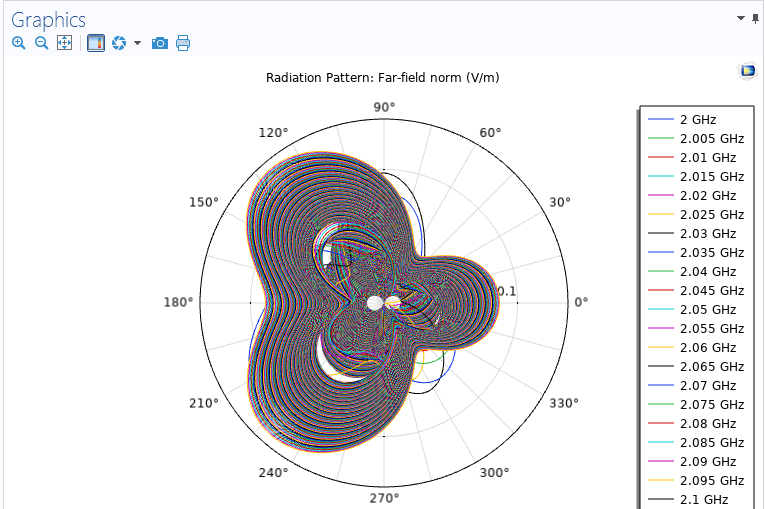 Graphics
Radiation Pattern: Far-field norm (V/m)
90°
120°
60°
150°
30°
180°
0.1
0°
210°
330°
240°
300°
270°
2 GHz
2.005 GHz
2.01 GHz
2.015 GHz
2.02 GHz
2.025 GHz
2.03 GHz
2.035 GHz
2.04 GHz
2.045 GHz
2.05 GHz
2.055 GHz
2.06 GHz
2.065 GHz
2.07 GHz
2.075 GHz
2.08 GHz
2.085 GHz
2.09 GHz
2.095 GHz
2.1 GHz